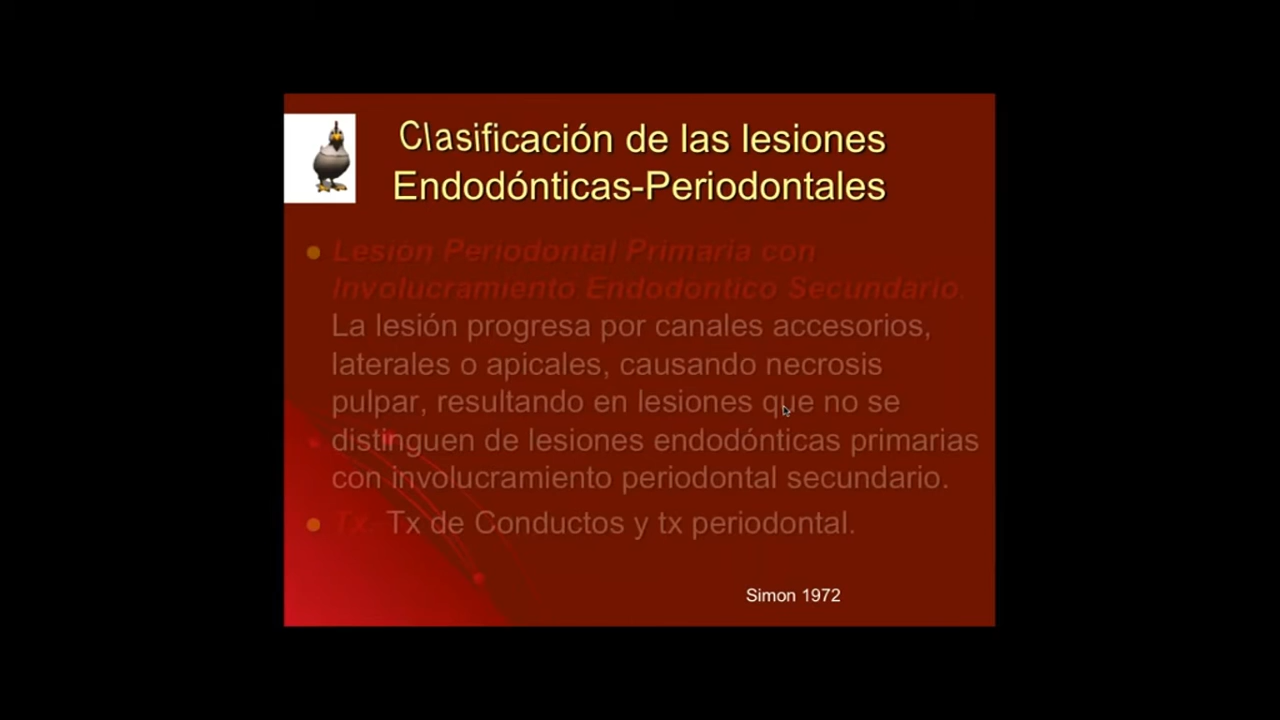 Clasificación de las lesiones
Endodónticas-Periodontales
Lesión Periodontal Primaria con
Involucramiento Endodóntico Secundario.
La lesión progresa por canales accesorios,
laterales o apicales, causando necrosis
pulpar, resultando en lesiones que no se
distinguen de lesiones endodónticas primarias
con involucramiento periodontal secundario.
Tx- Tx de Conductos y tx periodontal.
Simon 1972